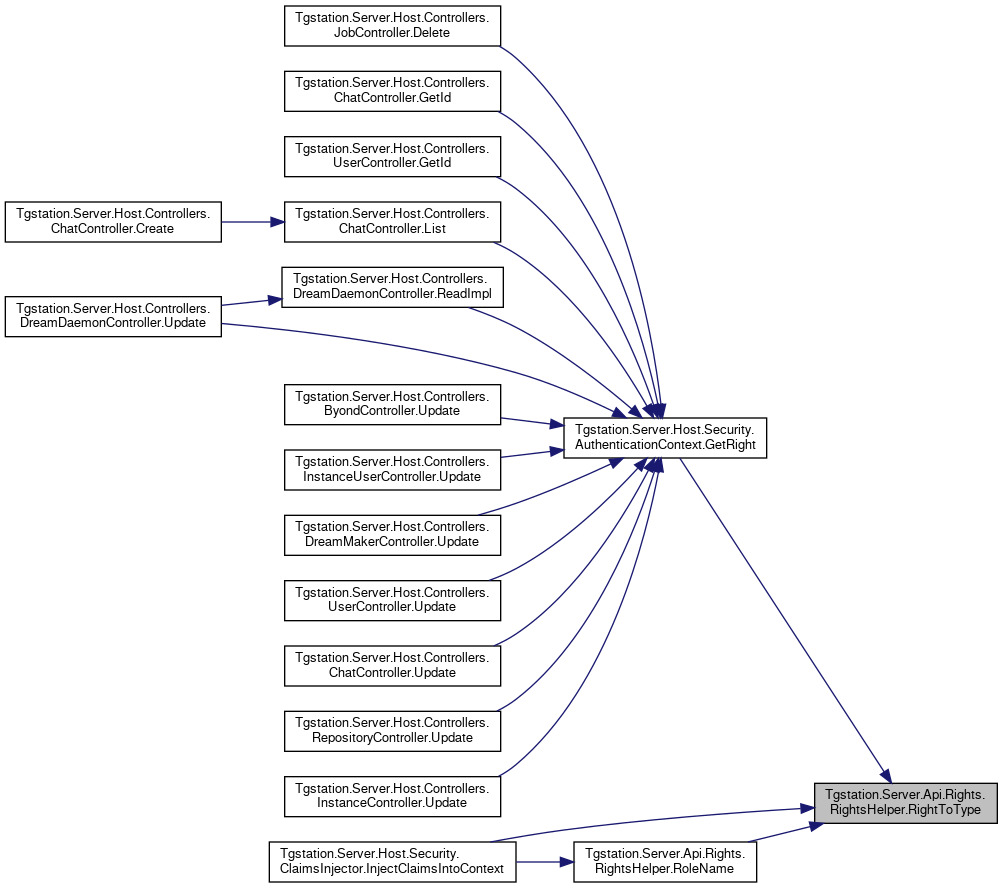 Tgstation.Server.Host.Controllers.
JobController.Delete
Tgstation.Server.Host.Controllers.
ChatController.GetId
Tgstation.Server.Host.Controllers.
UserController.GetId
Tgstation.Server.Host.Controllers.
ChatController.Create
Tgstation.Server.Host.Controllers.
ChatController.List
Tgstation.Server.Host.Controllers.
DreamDaemonController.ReadImpl
Tgstation.Server.Host.Controllers.
DreamDaemonController.Update
Tgstation.Server.Host.Controllers.
ByondController.Update
Tgstation.Server.Host.Security.
AuthenticationContext.GetRight
Tgstation.Server.Host.Controllers.
InstanceUserController.Update
Tgstation.Server.Host.Controllers.
DreamMakerController.Update
Tgstation.Server.Host.Controllers.
UserController.Update
Tgstation.Server.Host.Controllers.
ChatController.Update
Tgstation.Server.Host.Controllers.
RepositoryController.Update
Tgstation.Server.Host.Controllers.
InstanceController.Update
Tgstation.Server.Api.Rights.
RightsHelper.RightToType
Tgstation.Server.Host.Security.
ClaimsInjector.InjectClaimsIntoContext
Tgstation.Server.Api.Rights.
RightsHelper.RoleName